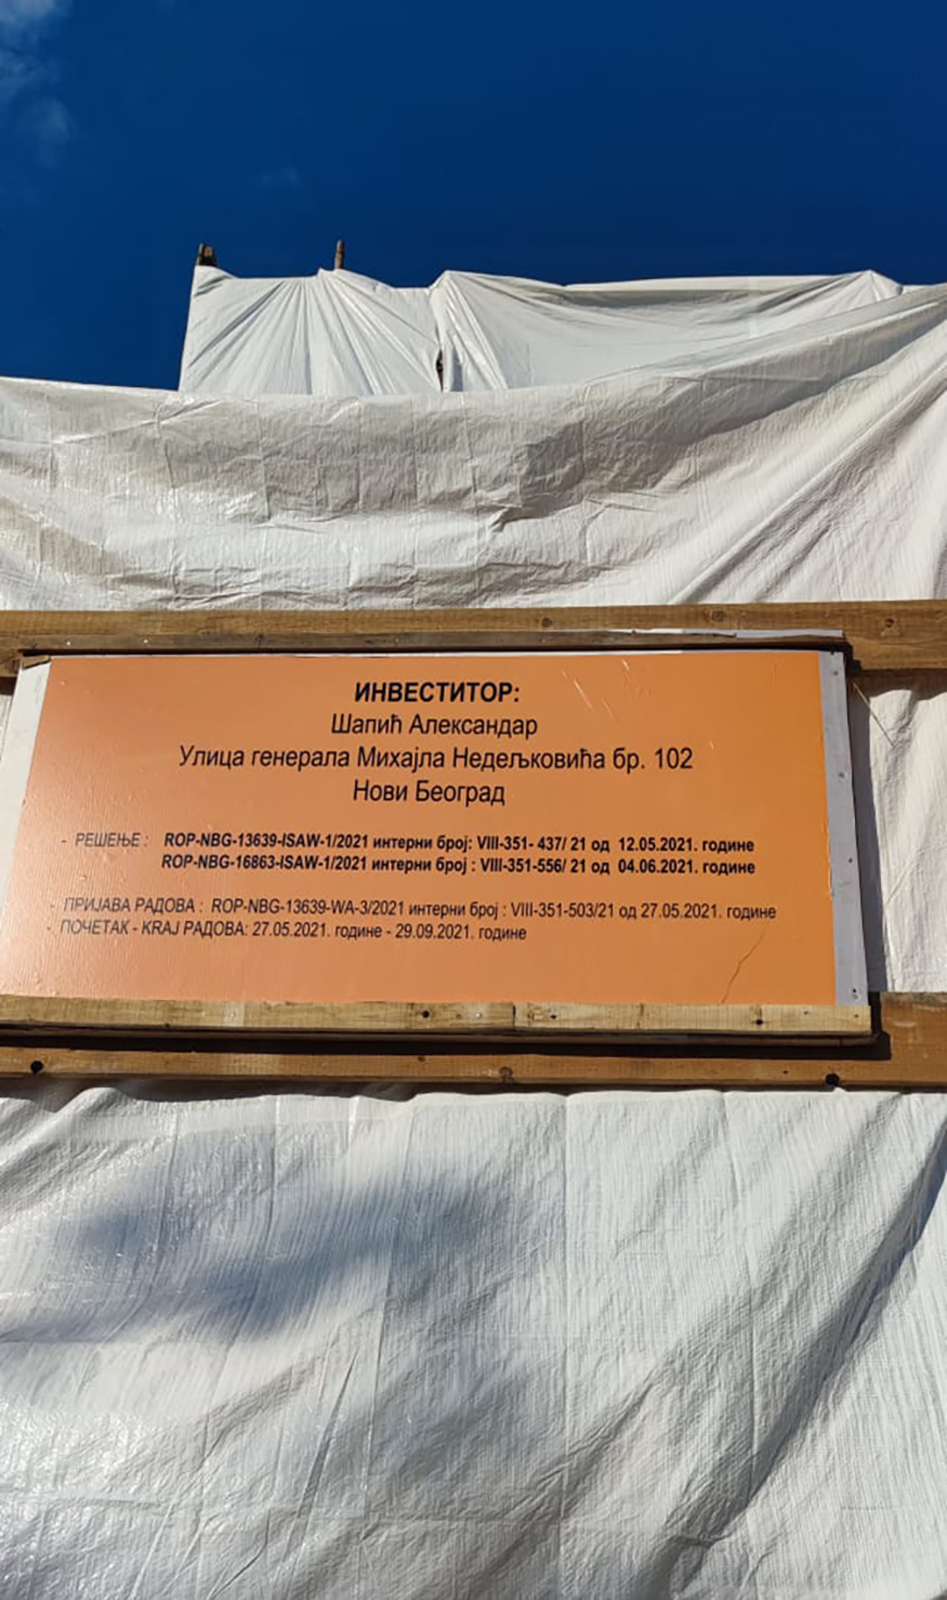 ИНВЕСТИТОР:
Шапић Александар
Улица генерала Михајла Недељковића бр. 102
Нови Београд
- РЕШЕЊЕ : ROP-NBG-13639-ISAW-1/2021 интерни број: VIII-351- 437/ 21 од 12.05.2021. године
ROP-NBG-16863-ISAW-1/2021 интерни број : VIII-351-556/ 21 од 04.06.2021. године
- ПРИЈАВА РАДОВА : ROP-NBG-13639-WA-3/2021 интерни број : VIII-351-503/21 од 27.05.2021. године
- ПОЧЕТАК - KRAJ РАДОВА: 27.05.2021. године - 29.09.2021. године